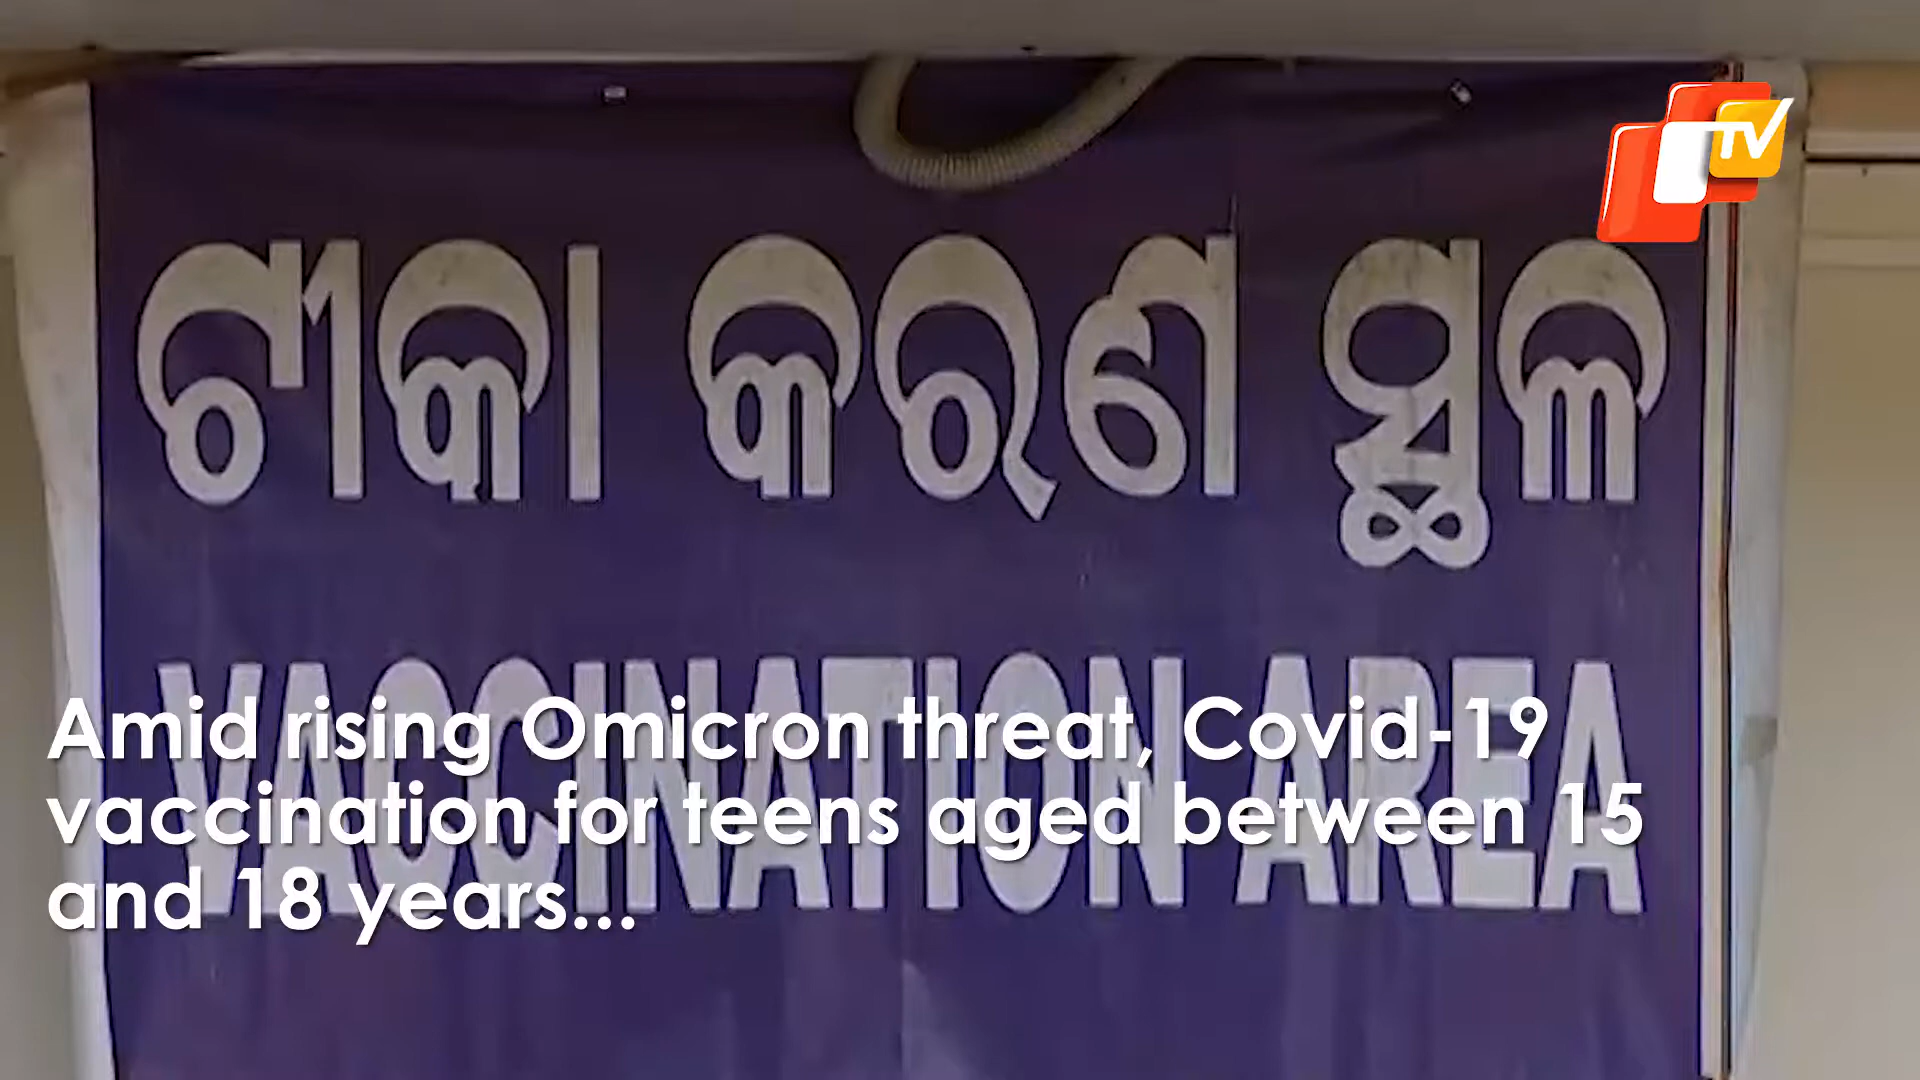 TV
ଟୀକା କରଣ ସ୍ଥଳ
VACCINATION AREA
Amid rising Omicron threat, Covid-19
vaccination for teens aged between 15
and 18 years...